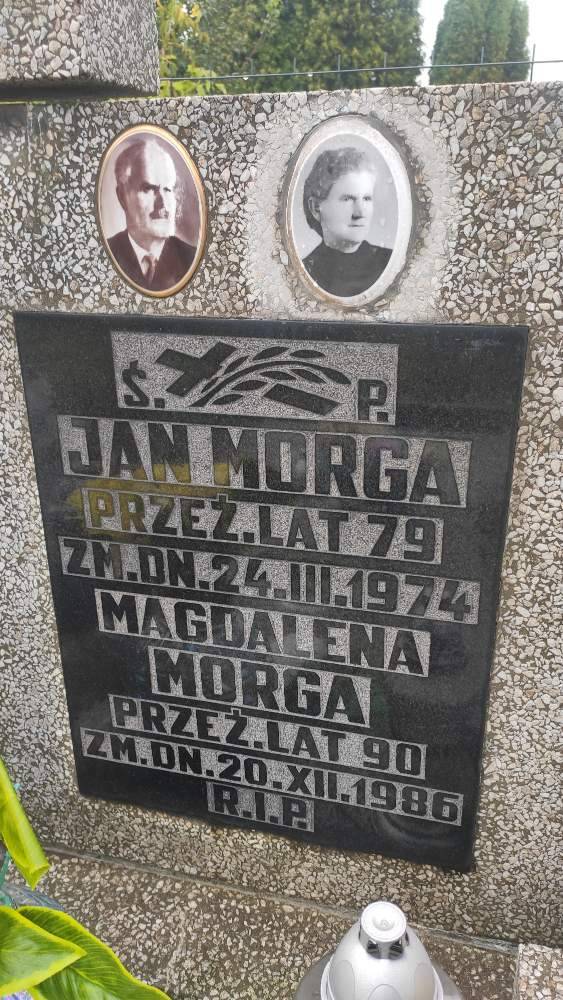 Ś. P.
JAN MORGA
PRZEŻ. LAT 79
ZM. DN. 24. III. 1974
MAGDALENA
MORGA
PRZEŻ. LAT 90
ZM. DN. 20. XII. 1986
R.I.P.